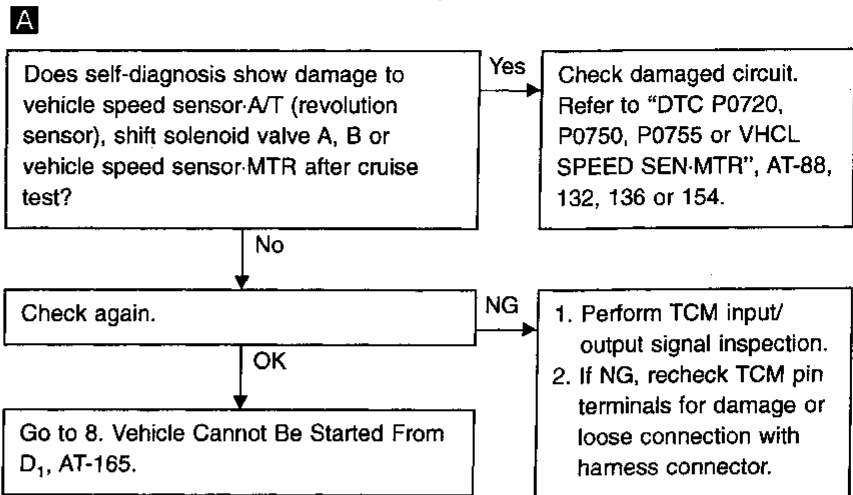 A
Does self-diagnosis show damage to
vehicle speed sensor·A/T (revolution
sensor), shift solenoid valve A, B or
vehicle speed sensor·MTR after cruise
test?
Yes
Check damaged circuit.
Refer to “DTC P0720,
P0750, P0755 or VHCL
SPEED SEN·MTR”, AT-88,
132, 136 or 154.
No
Check again.
NG
1. Perform TCM input/
output signal inspection.
2. If NG, recheck TCM pin
terminals for damage or
loose connection with
harness connector.
OK
Go to 8. Vehicle Cannot Be Started From
D₁, AT-165.